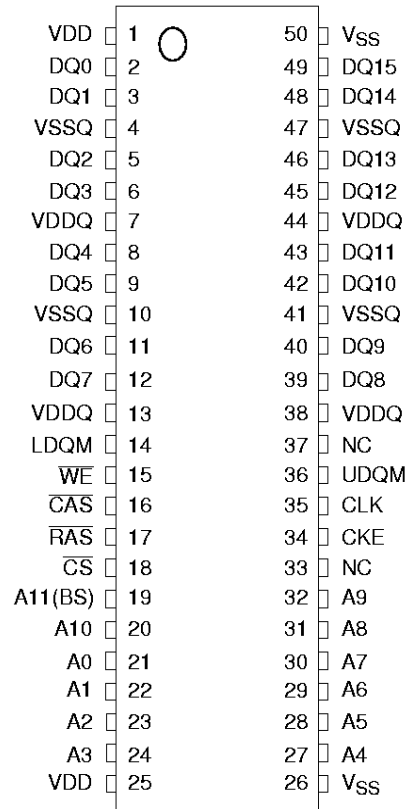 VDD 1 50 VSS
DQ0 2 49 DQ15
DQ1 3 48 DQ14
VSSQ 4 47 VSSQ
DQ2 5 46 DQ13
DQ3 6 45 DQ12
VDDQ 7 44 VDDQ
DQ4 8 43 DQ11
DQ5 9 42 DQ10
VSSQ 10 41 VSSQ
DQ6 11 40 DQ9
DQ7 12 39 DQ8
VDDQ 13 38 VDDQ
LDQM 14 37 NC
W̅E̅ 15 36 UDQM
C̅A̅S̅ 16 35 CLK
R̅A̅S̅ 17 34 CKE
C̅S̅ 18 33 NC
A11(BS) 19 32 A9
A10 20 31 A8
A0 21 30 A7
A1 22 29 A6
A2 23 28 A5
A3 24 27 A4
VDD 25 26 VSS